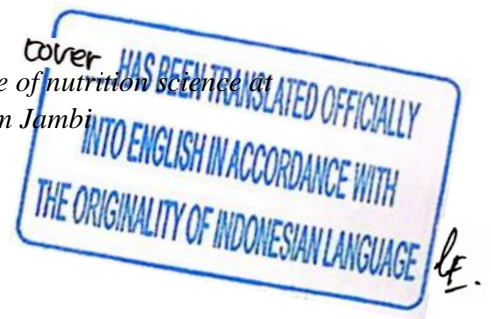 cover
e of nutrition science at
m Jambi
HAS BEEN TRANSLATED OFFICIALLY
INTO ENGLISH IN ACCORDANCE WITH
THE ORIGINALITY OF INDONESIAN LANGUAGE